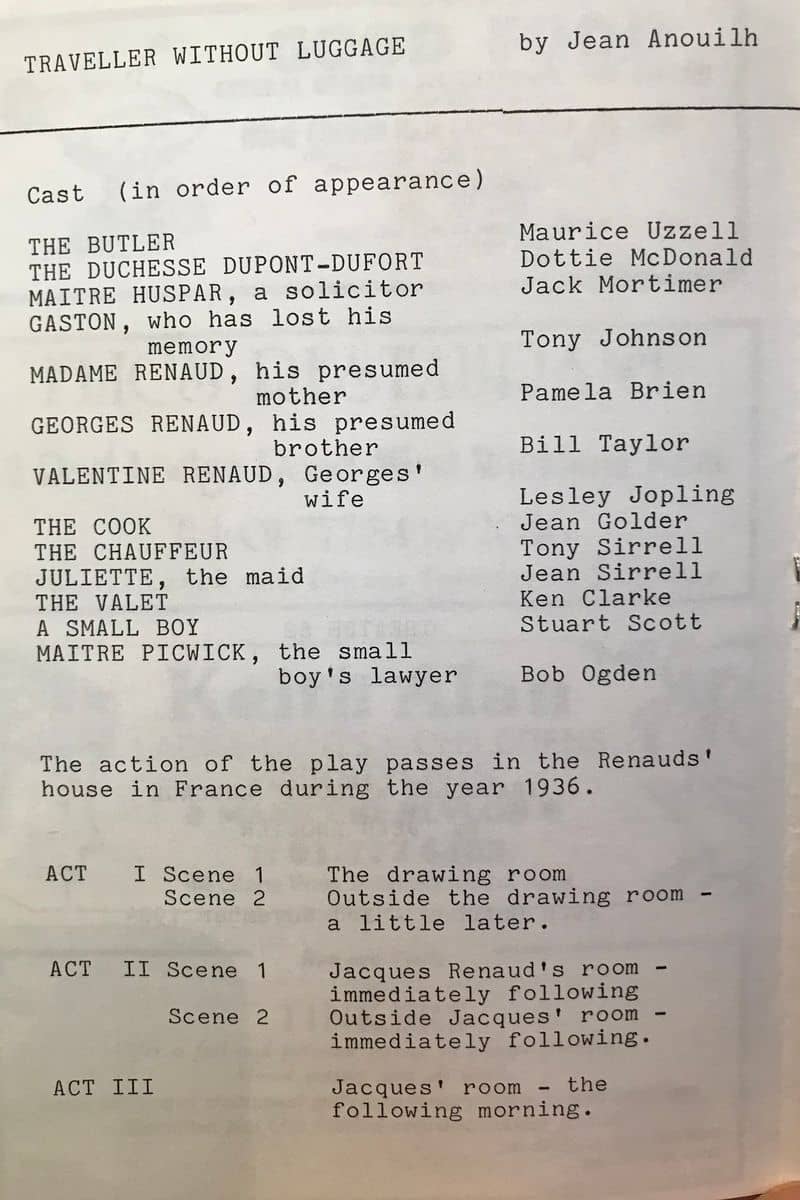 TRAVELLER WITHOUT LUGGAGE by Jean Anouilh
Cast (in order of appearance)
THE BUTLER Maurice Uzzell
THE DUCHESSE DUPONT-DUFORT Dottie McDonald
MAITRE HUSPAR, a solicitor Jack Mortimer
GASTON, who has lost his
memory Tony Johnson
MADAME RENAUD, his presumed
mother Pamela Brien
GEORGES RENAUD, his presumed
brother Bill Taylor
VALENTINE RENAUD, Georges'
wife Lesley Jopling
THE COOK Jean Golder
THE CHAUFFEUR Tony Sirrell
JULIETTE, the maid Jean Sirrell
THE VALET Ken Clarke
A SMALL BOY Stuart Scott
MAITRE PICWICK, the small
boy's lawyer Bob Ogden
The action of the play passes in the Renauds'
house in France during the year 1936.
ACT I Scene 1 The drawing room
Scene 2 Outside the drawing room -
a little later.
ACT II Scene 1 Jacques Renaud's room -
immediately following
Scene 2 Outside Jacques' room -
immediately following.
ACT III Jacques' room - the
following morning.